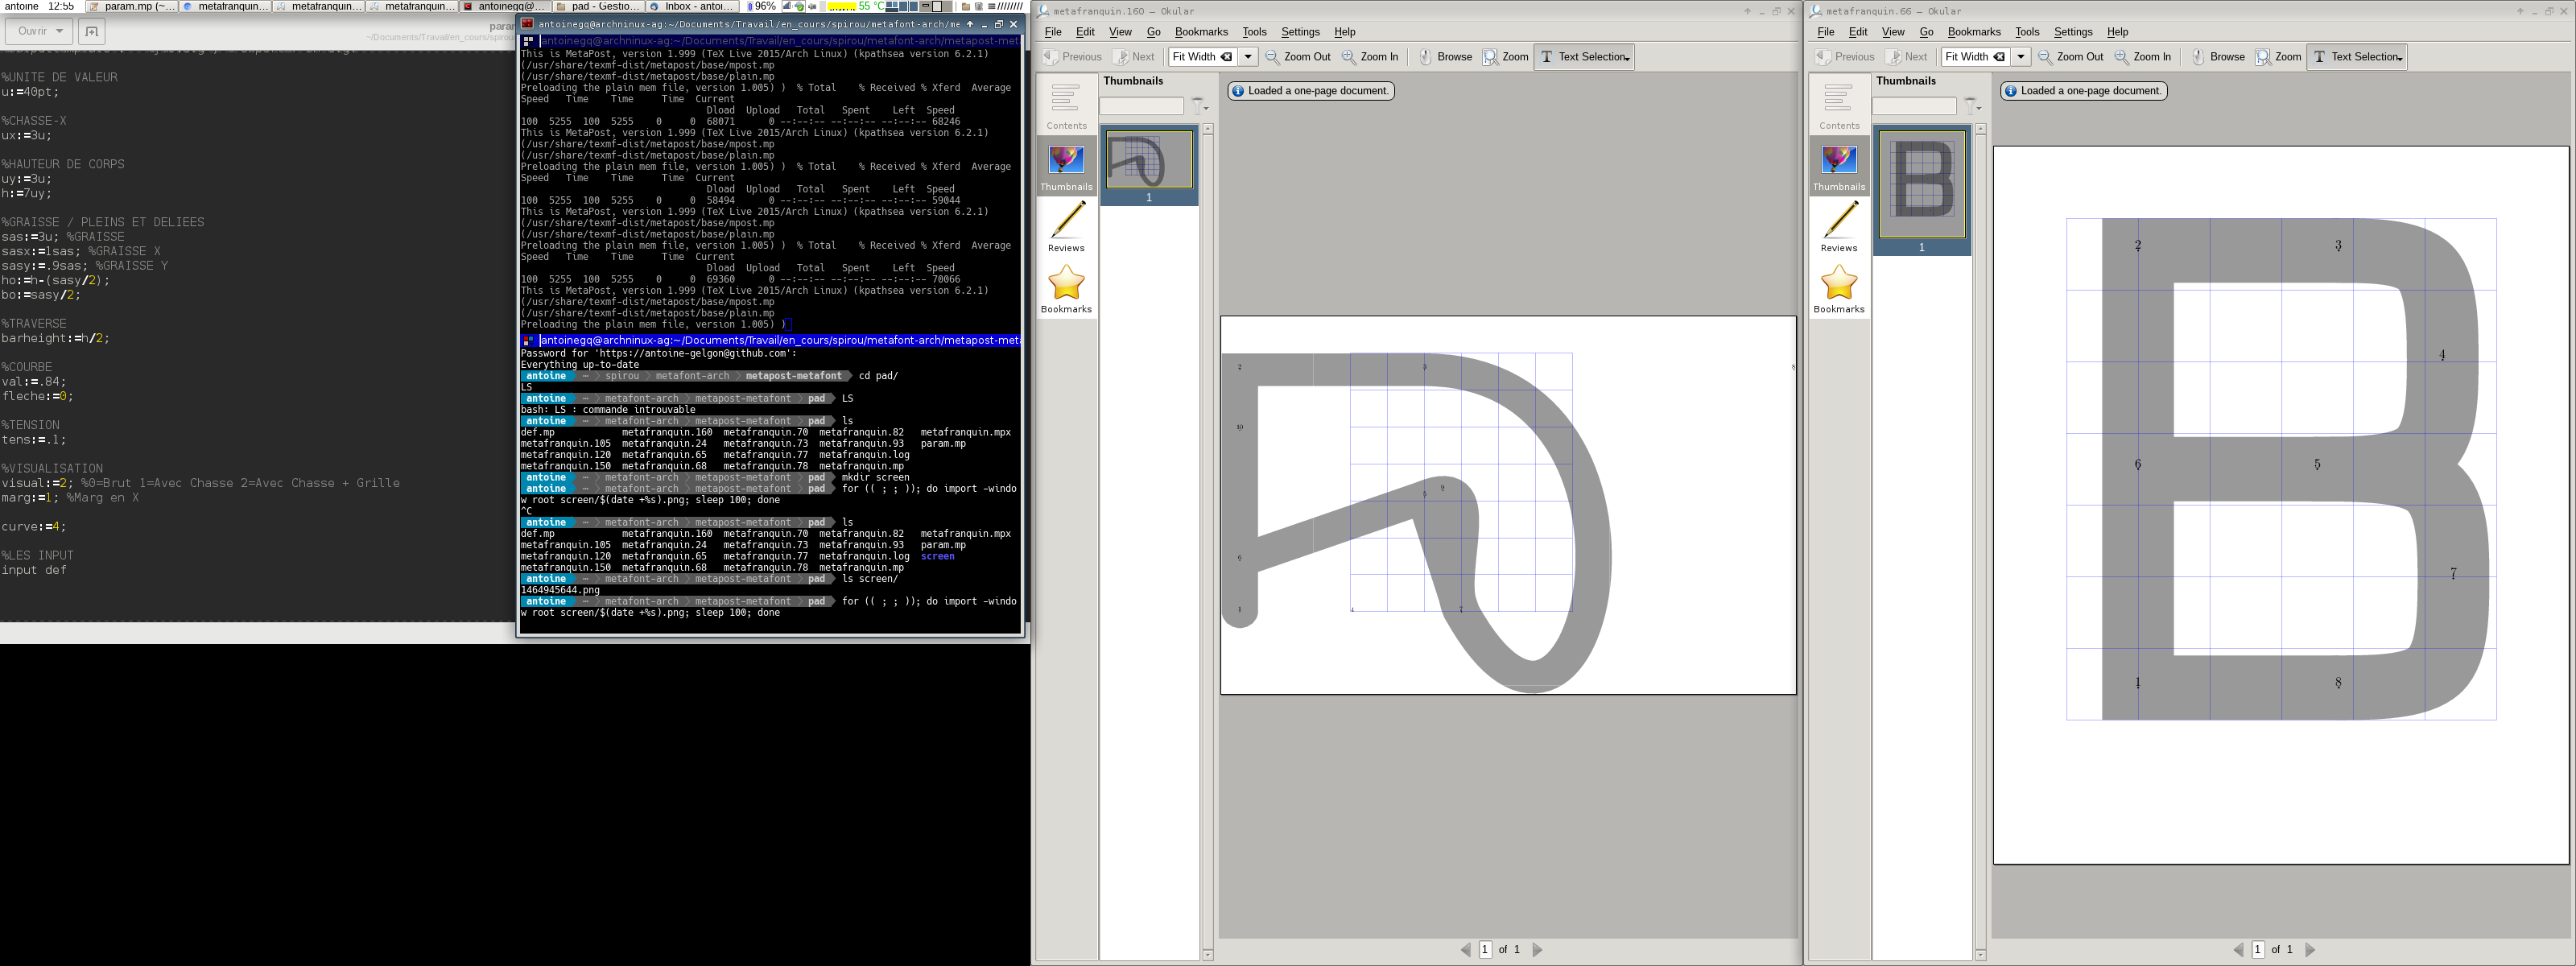 antoine 12:55 param.mp (~... metafranquin... metafranquin... metafranquin... antoinegq@... pad - Gestio... Inbox - antoi... 96% 55 °C
Ouvrir
%UNITE DE VALEUR
u:=40pt;
%CHASSE-X
ux:=3u;
%HAUTEUR DE CORPS
uy:=3u;
h:=7uy;
%GRAISSE / PLEINS ET DELIEES
sas:=3u; %GRAISSE
sasx:=1sas; %GRAISSE X
sasy:=.9sas; %GRAISSE Y
ho:=h-(sasy/2);
bo:=sasy/2;
%TRAVERSE
barheight:=h/2;
%COURBE
val:=.84;
fleche:=0;
%TENSION
tens:=.1;
%VISUALISATION
visual:=2; %0=Brut 1=Avec Chasse 2=Avec Chasse + Grille
marg:=1; %Marg en X
curve:=4;
%LES INPUT
input def
antoinegq@archninux-ag:~/Documents/Travail/en_cours/spirou/metafont-arch/me
antoinegq@archninux-ag:~/Documents/Travail/en_cours/spirou/metafont-arch/metapost-met
This is MetaPost, version 1.999 (TeX Live 2015/Arch Linux) (kpathsea version 6.2.1)
(/usr/share/texmf-dist/metapost/base/mpost.mp
(/usr/share/texmf-dist/metapost/base/plain.mp
Preloading the plain mem file, version 1.005) )  % Total    % Received % Xferd  Average
Speed   Time    Time     Time  Current
Dload  Upload   Total   Spent    Left  Speed
100  5255  100  5255    0     0  68071      0 --:--:-- --:--:-- --:--:-- 68246
This is MetaPost, version 1.999 (TeX Live 2015/Arch Linux) (kpathsea version 6.2.1)
(/usr/share/texmf-dist/metapost/base/mpost.mp
(/usr/share/texmf-dist/metapost/base/plain.mp
Preloading the plain mem file, version 1.005) )  % Total    % Received % Xferd  Average
Speed   Time    Time     Time  Current
Dload  Upload   Total   Spent    Left  Speed
100  5255  100  5255    0     0  58494      0 --:--:-- --:--:-- --:--:-- 59044
This is MetaPost, version 1.999 (TeX Live 2015/Arch Linux) (kpathsea version 6.2.1)
(/usr/share/texmf-dist/metapost/base/mpost.mp
(/usr/share/texmf-dist/metapost/base/plain.mp
Preloading the plain mem file, version 1.005) )  % Total    % Received % Xferd  Average
Speed   Time    Time     Time  Current
Dload  Upload   Total   Spent    Left  Speed
100  5255  100  5255    0     0  69360      0 --:--:-- --:--:-- --:--:-- 70066
This is MetaPost, version 1.999 (TeX Live 2015/Arch Linux) (kpathsea version 6.2.1)
(/usr/share/texmf-dist/metapost/base/mpost.mp
(/usr/share/texmf-dist/metapost/base/plain.mp
Preloading the plain mem file, version 1.005) )
antoinegq@archninux-ag:~/Documents/Travail/en_cours/spirou/metafont-arch/metapost-met
Password for 'https://antoine-gelgon@github.com':
Everything up-to-date
antoine ⋯ spirou metafont-arch metapost-metafont cd pad/
LS
antoine ⋯ metafont-arch metapost-metafont pad LS
bash: LS : commande introuvable
antoine ⋯ metafont-arch metapost-metafont pad ls
def.mp metafranquin.160 metafranquin.70 metafranquin.82 metafranquin.mpx
metafranquin.105 metafranquin.24 metafranquin.73 metafranquin.93 param.mp
metafranquin.120 metafranquin.65 metafranquin.77 metafranquin.log
metafranquin.150 metafranquin.68 metafranquin.78 metafranquin.mp
antoine ⋯ metafont-arch metapost-metafont pad mkdir screen
antoine ⋯ metafont-arch metapost-metafont pad for (( ; ; )); do import -windo
w root screen/$(date +%s).png; sleep 100; done
^C
antoine ⋯ metafont-arch metapost-metafont pad ls
def.mp metafranquin.160 metafranquin.70 metafranquin.82 metafranquin.mpx
metafranquin.105 metafranquin.24 metafranquin.73 metafranquin.93 param.mp
metafranquin.120 metafranquin.65 metafranquin.77 metafranquin.log screen
metafranquin.150 metafranquin.68 metafranquin.78 metafranquin.mp
antoine ⋯ metafont-arch metapost-metafont pad ls screen/
1464945644.png
antoine ⋯ metafont-arch metapost-metafont pad for (( ; ; )); do import -windo
w root screen/$(date +%s).png; sleep 100; done
metafranquin.160 – Okular
File Edit View Go Bookmarks Tools Settings Help
Previous Next Fit Width Zoom Out Zoom In Browse Zoom Text Selection
Thumbnails
Loaded a one-page document.
Contents
Thumbnails
1
Reviews
Bookmarks
2 3 8
10
5 9
6
1 4 7
1 of 1
metafranquin.66 – Okular
File Edit View Go Bookmarks Tools Settings Help
Previous Next Fit Width Zoom Out Zoom In Browse Zoom Text Selection
Thumbnails
Loaded a one-page document.
Contents
Thumbnails
1
Reviews
Bookmarks
2 3
4
6 5
7
1 8
1 of 1